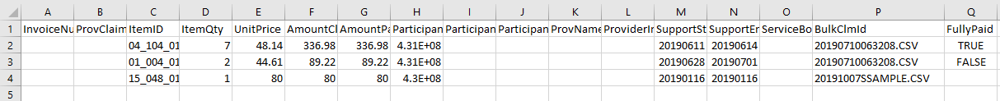 A B C D E F G H I J K L M N O P Q
1 InvoiceNu ProvClaim ItemID ItemQty UnitPrice AmountCl AmountPa Participan Participan Participan ProvName ProviderIn SupportSt SupportEn ServiceBo BulkClmId FullyPaid
2 04_104_01 7 48.14 336.98 336.98 4.31E+08 20190611 20190614 20190710063208.CSV TRUE
3 01_004_01 2 44.61 89.22 89.22 4.31E+08 20190628 20190701 20190710063208.CSV FALSE
4 15_048_01 1 80 80 80 4.3E+08 20190116 20190116 20191007SSAMPLE.CSV
5